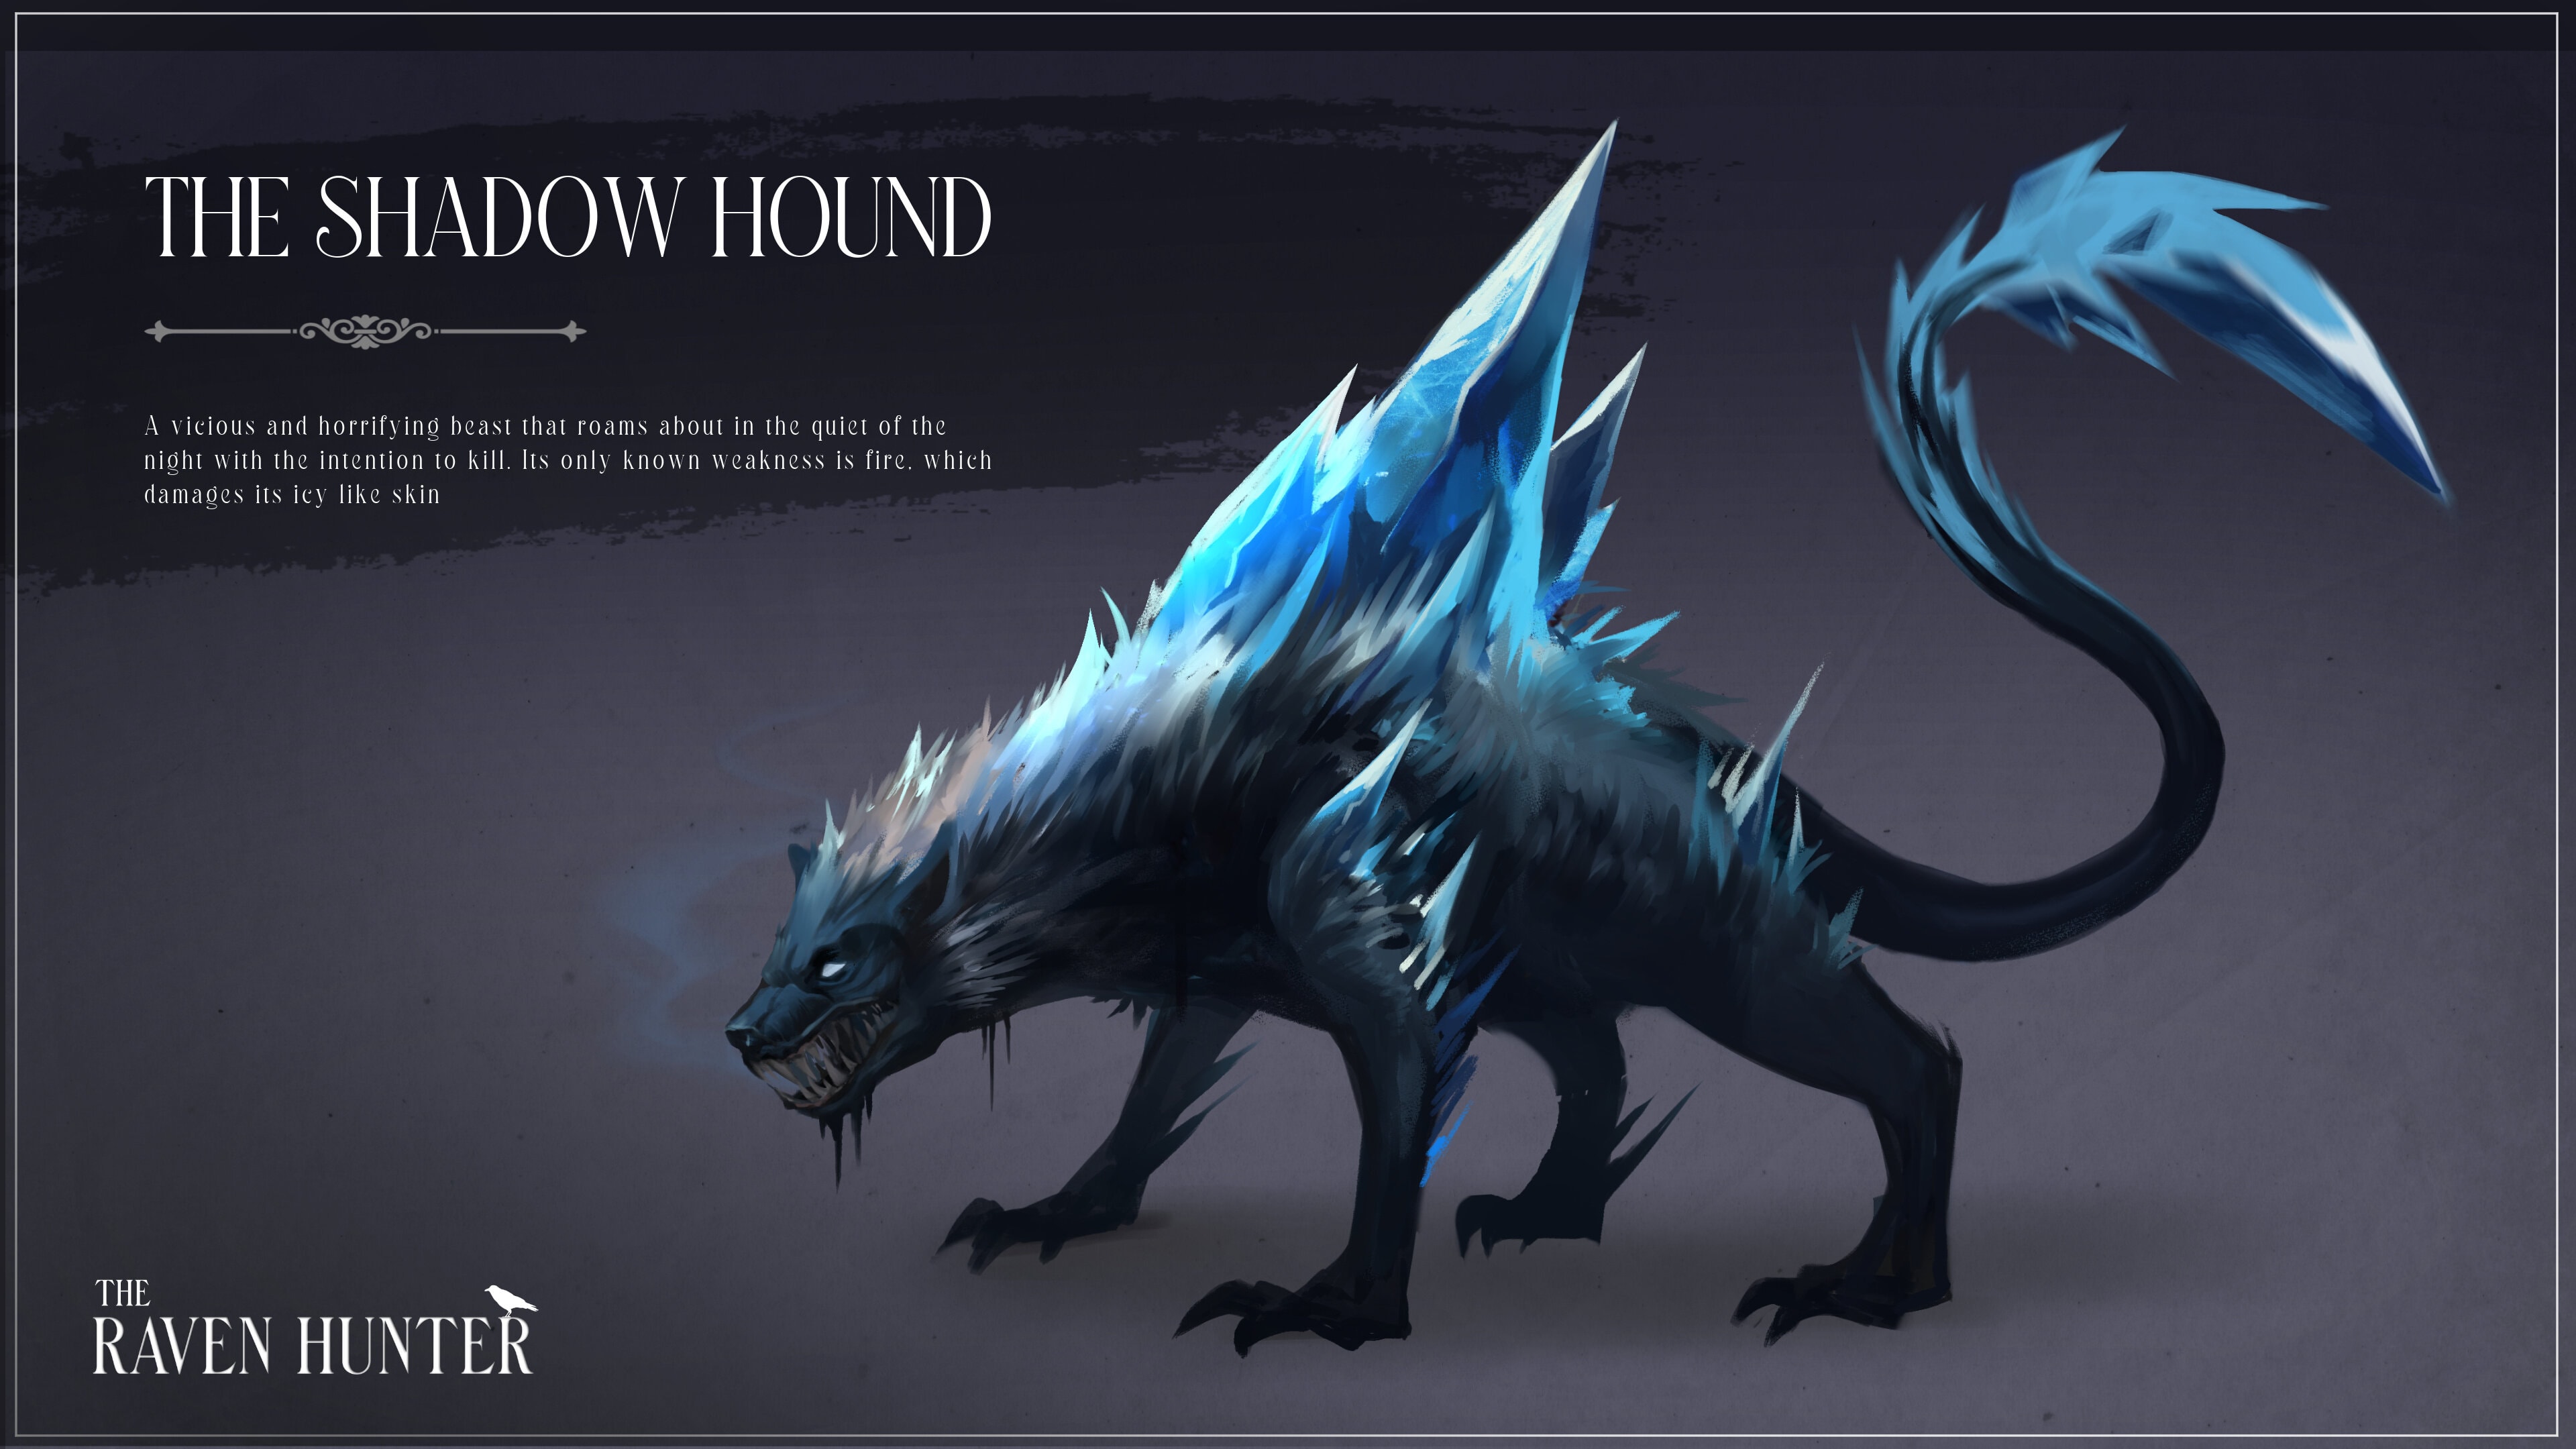 THE SHADOW HOUND
A vicious and horrifying beast that roams about in the quiet of the
night with the intention to kill. Its only known weakness is fire, which
damages its icy like skin
THE
RAVEN HUNTER